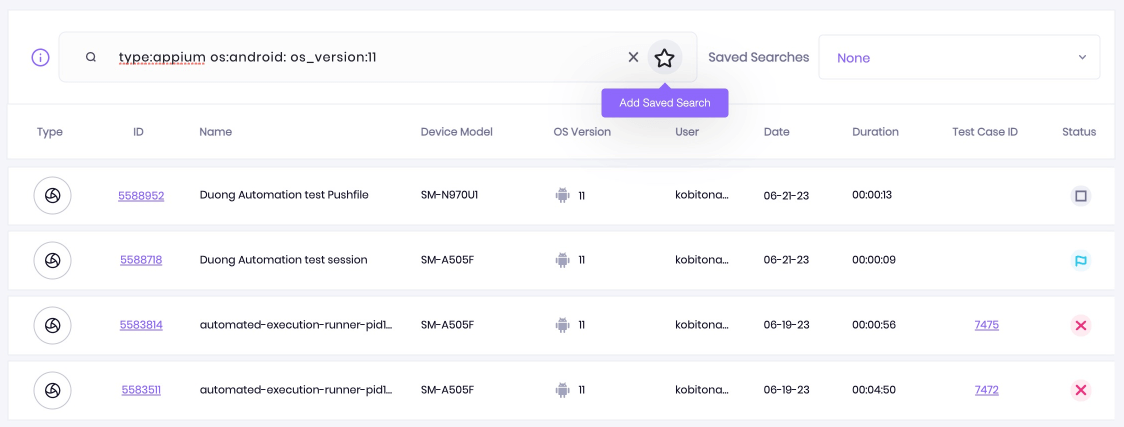 type:appium os:android: os_version:11 Saved Searches None
Add Saved Search
Type ID Name Device Model OS Version User Date Duration Test Case ID Status
5588952 Duong Automation test Pushfile SM-N970U1 11 kobitona... 06-21-23 00:00:13
5588718 Duong Automation test session SM-A505F 11 kobitona... 06-21-23 00:00:09
5583814 automated-execution-runner-pid1... SM-A505F 11 kobitona... 06-19-23 00:00:56 7475
5583511 automated-execution-runner-pid1... SM-A505F 11 kobitona... 06-19-23 00:04:50 7472